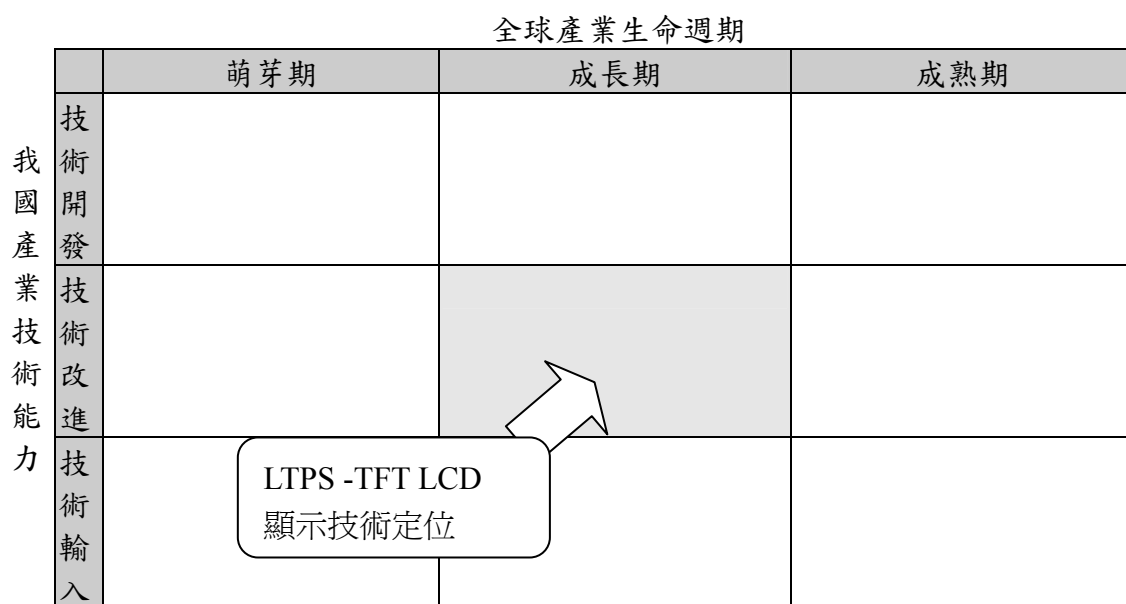 全球產業生命週期
萌芽期
成長期
成熟期
我國產業技術能力
技術開發
技術改進
技術輸入
LTPS -TFT LCD
顯示技術定位